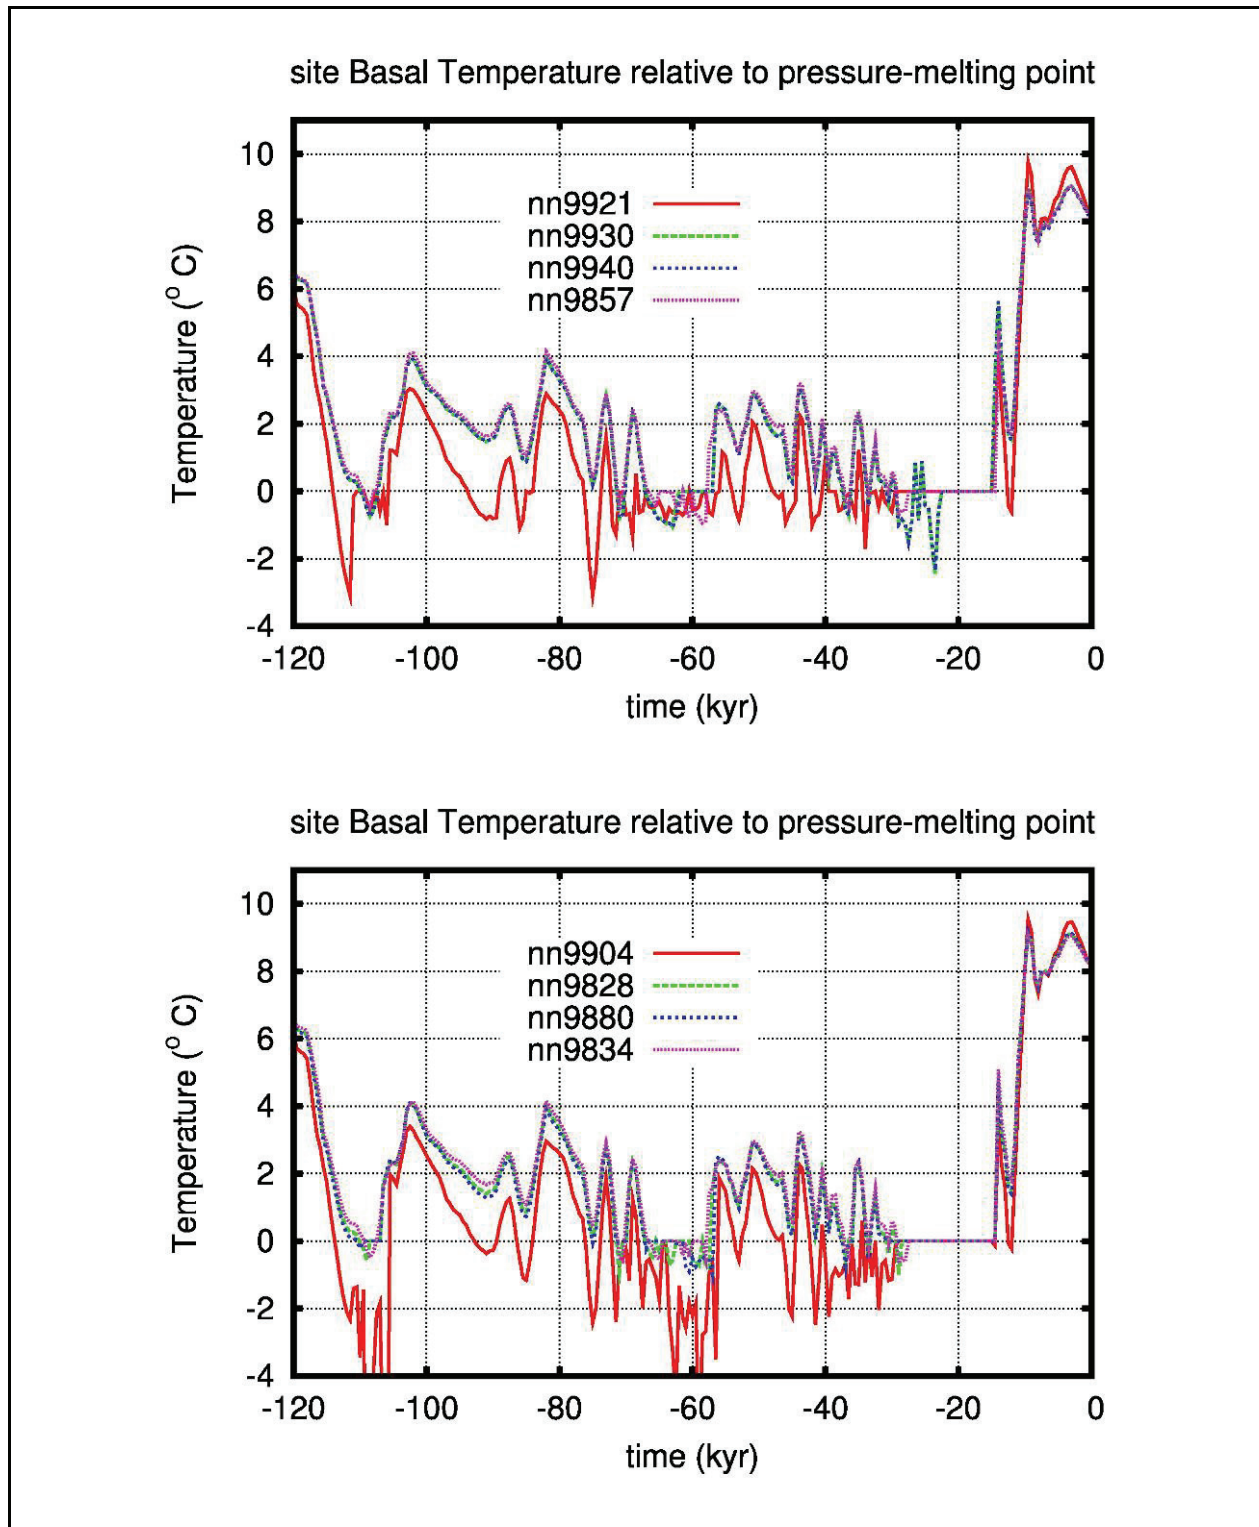 site Basal Temperature relative to pressure-melting point
10
8
6
4
2
0
-2
-4
Temperature (° C)
nn9921
nn9930
nn9940
nn9857
-120 -100 -80 -60 -40 -20 0
time (kyr)
site Basal Temperature relative to pressure-melting point
10
8
6
4
2
0
-2
-4
Temperature (° C)
nn9904
nn9828
nn9880
nn9834
-120 -100 -80 -60 -40 -20 0
time (kyr)